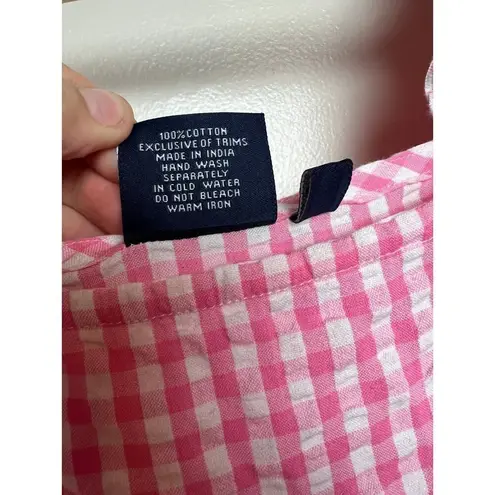 100%COTTON
EXCLUSIVE OF TRIMS
MADE IN INDIA
HAND WASH
SEPARATELY
IN COLD WATER
DO NOT BLEACH
WARM IRON